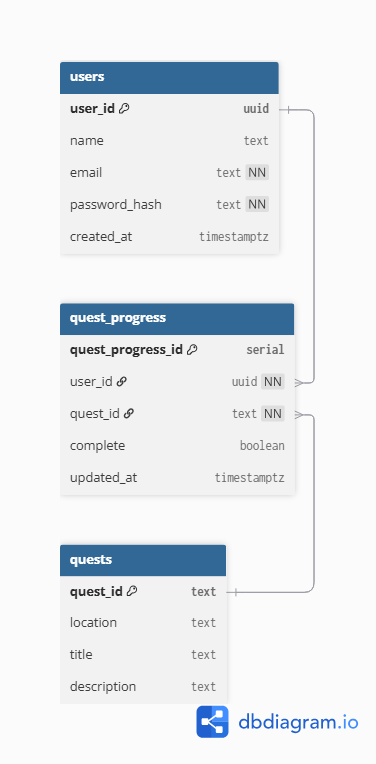 users
user_id uuid
name text
email text NN
password_hash text NN
created_at timestamptz
quest_progress
quest_progress_id serial
user_id uuid NN
quest_id text NN
complete boolean
updated_at timestamptz
quests
quest_id text
location text
title text
description text
dbdiagram.io